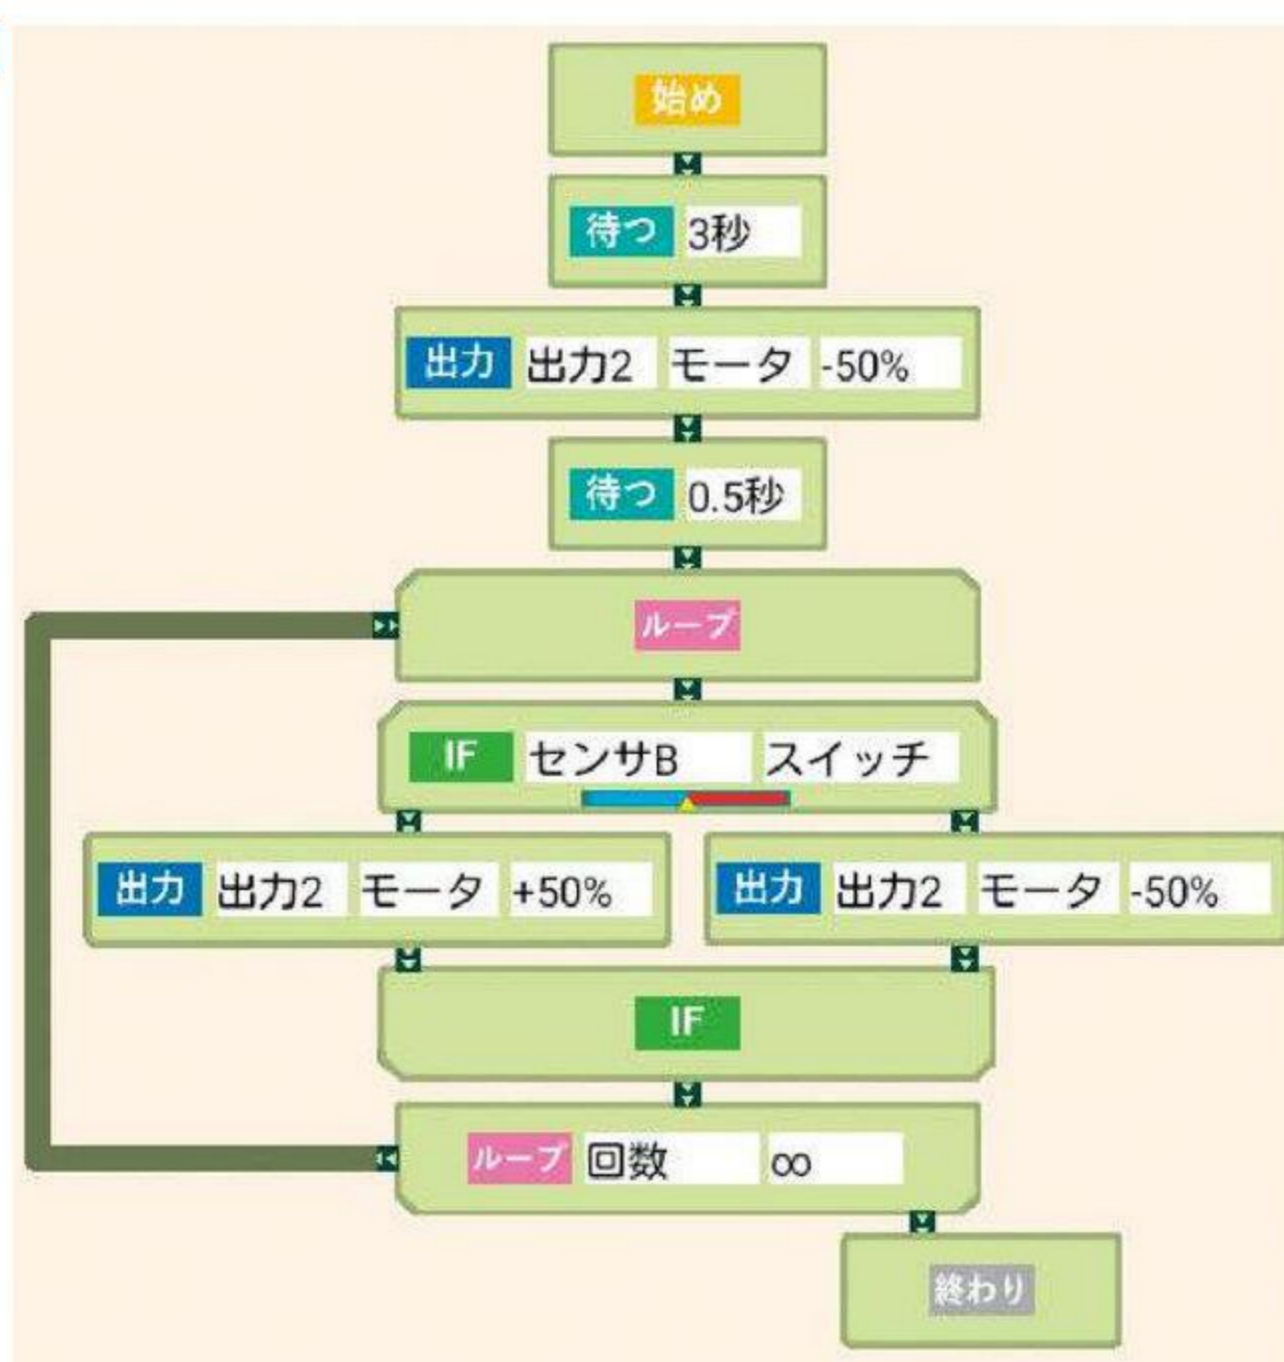 始め
待つ 3秒
出力 出力2 モータ -50%
待つ 0.5秒
ループ
IF センサB スイッチ
出力 出力2 モータ +50%
出力 出力2 モータ -50%
IF
ループ 回数 ∞
終わり